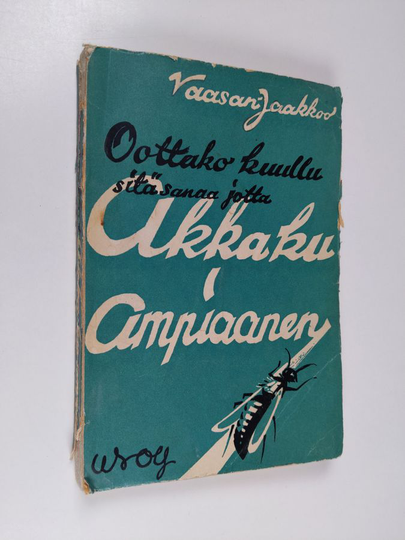 Vaasan-Jaakkoo
Oottako kuullu
sitä sanaa jotta
Akkaku
Ampiaanen
WSOY